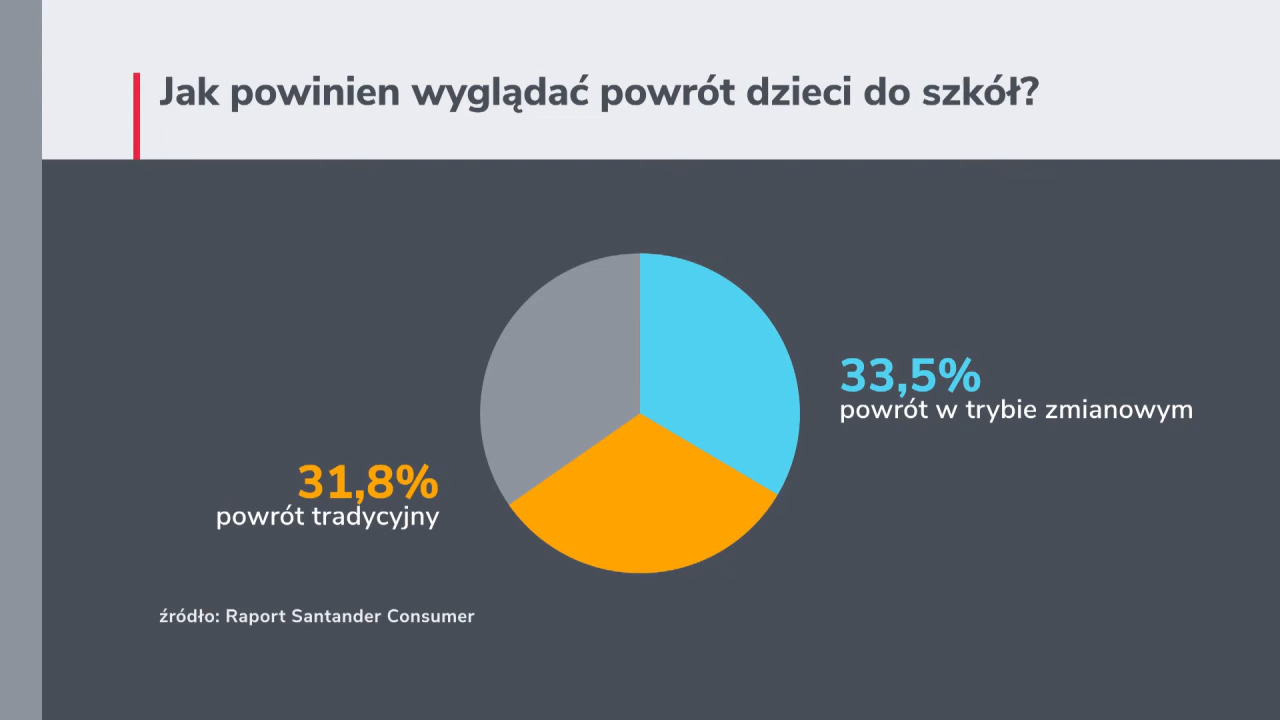 Jak powinien wyglądać powrót dzieci do szkół?
33,5%
powrót w trybie zmianowym
31,8%
powrót tradycyjny
źródło: Raport Santander Consumer